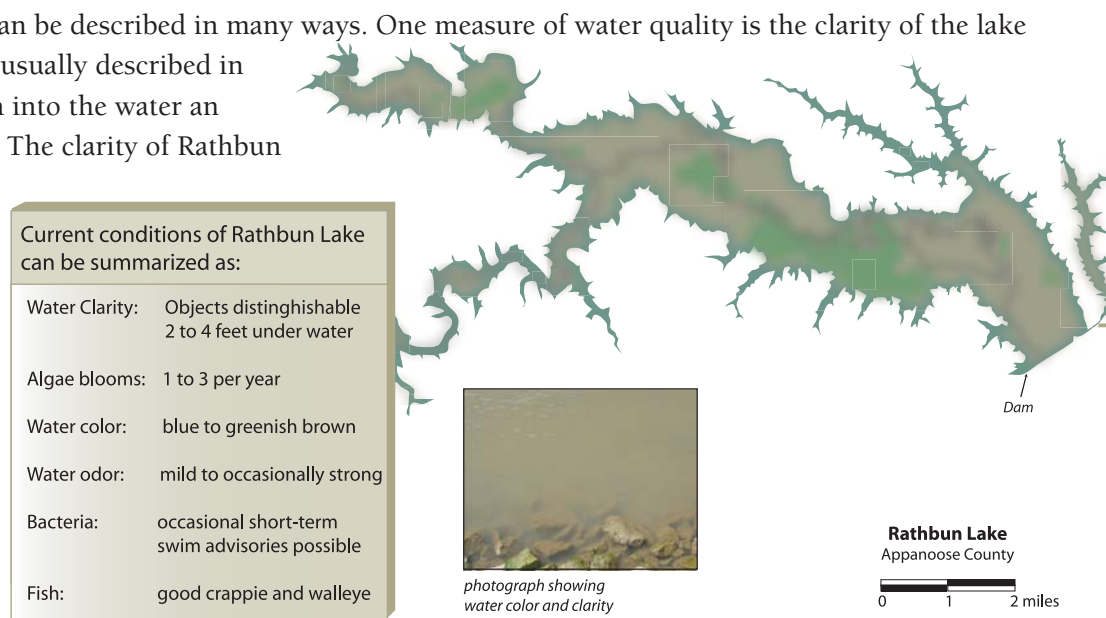 an be described in many ways. One measure of water quality is the clarity of the lake
usually described in
into the water an
The clarity of Rathbun
Current conditions of Rathbun Lake
can be summarized as:
Water Clarity: Objects distinghishable
2 to 4 feet under water
Algae blooms: 1 to 3 per year
Water color: blue to greenish brown
Water odor: mild to occasionally strong
Bacteria: occasional short-term
swim advisories possible
Fish: good crappie and walleye
photograph showing
water color and clarity
Dam
Rathbun Lake
Appanoose County
0 1 2 miles